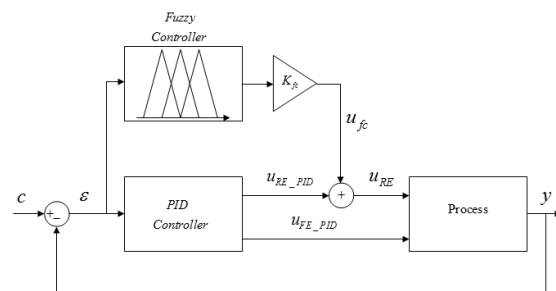 Fuzzy
Controller
K_fc
u_fc
c
+
−
ε
PID
Controller
u_RE_PID
+
u_RE
u_FE_PID
Process
y